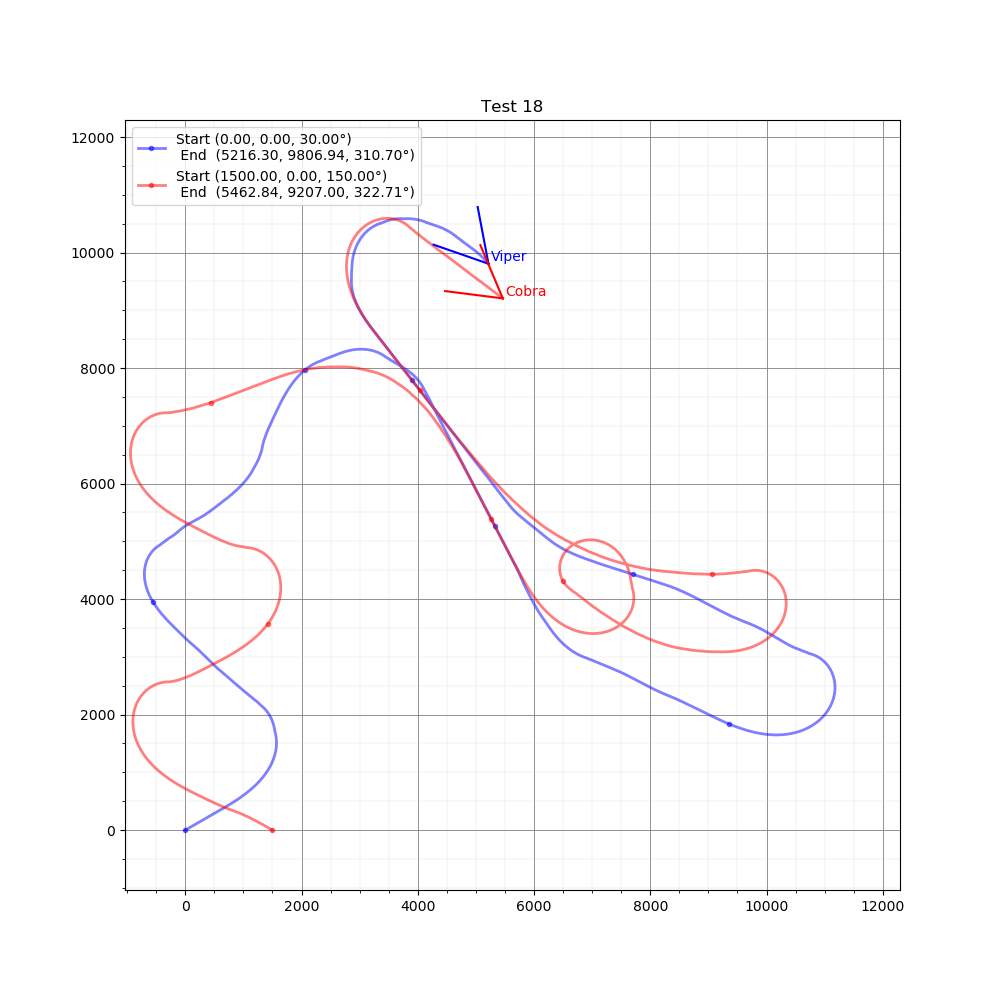 Test 18
12000
10000
8000
6000
4000
2000
0
Start (0.00, 0.00, 30.00°)
End  (5216.30, 9806.94, 310.70°)
Start (1500.00, 0.00, 150.00°)
End  (5462.84, 9207.00, 322.71°)
Viper
Cobra
0 2000 4000 6000 8000 10000 12000